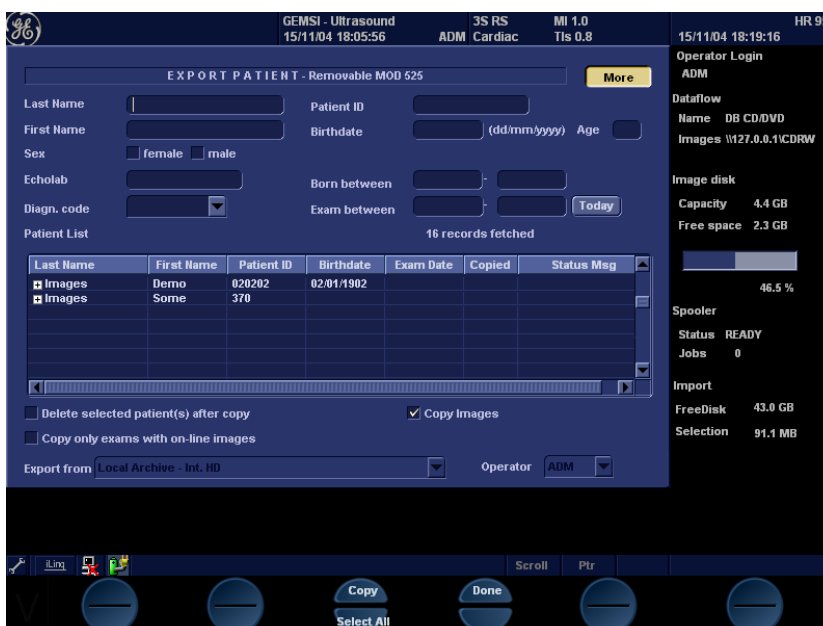 GEMSI - Ultrasound 3S RS MI 1.0 HR
15/11/04 18:05:56 ADM Cardiac TIs 0.8 15/11/04 18:19:16
EXPORT PATIENT - Removable MOD 525 More
Last Name Patient ID
First Name Birthdate (dd/mm/yyyy) Age
Sex female male
Echolab Born between -
Diagn. code Exam between - Today
Patient List 16 records fetched
Last Name First Name Patient ID Birthdate Exam Date Copied Status Msg
Images Demo 020202 02/01/1902
Images Some 370
Delete selected patient(s) after copy Copy Images
Copy only exams with on-line images
Export from Local Archive - Int. HD Operator ADM
Operator Login
ADM
Dataflow
Name DB CD/DVD
Images \\127.0.0.1\CDRW
Image disk
Capacity 4.4 GB
Free space 2.3 GB
46.5 %
Spooler
Status READY
Jobs 0
Import
FreeDisk 43.0 GB
Selection 91.1 MB
iLinq Scroll Ptr
Copy Done
Select All